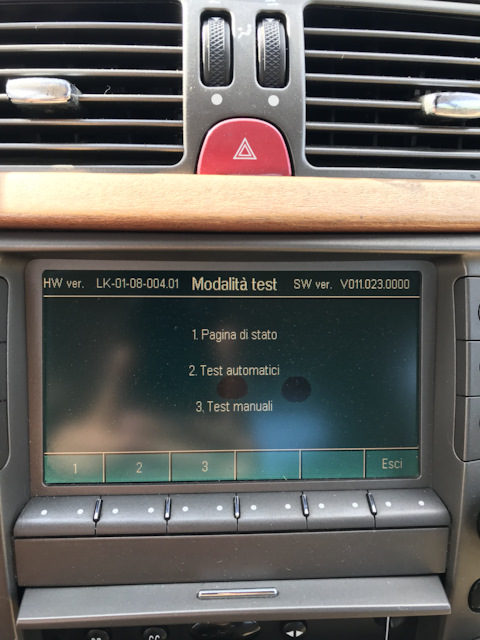 HW ver. LK-01-08-004.01 Modalità test SW ver. V011.023.0000
1. Pagina di stato
2. Test automatici
3. Test manuali
1 2 3 Esci